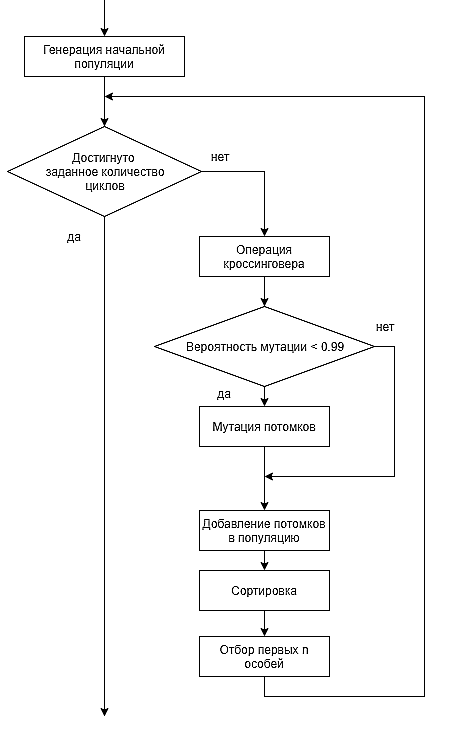 Генерация начальной
популяции
Достигнуто
заданное количество
циклов
нет
да
Операция
кроссинговера
Вероятность мутации < 0.99
нет
да
Мутация потомков
Добавление потомков
в популяцию
Сортировка
Отбор первых n
особей